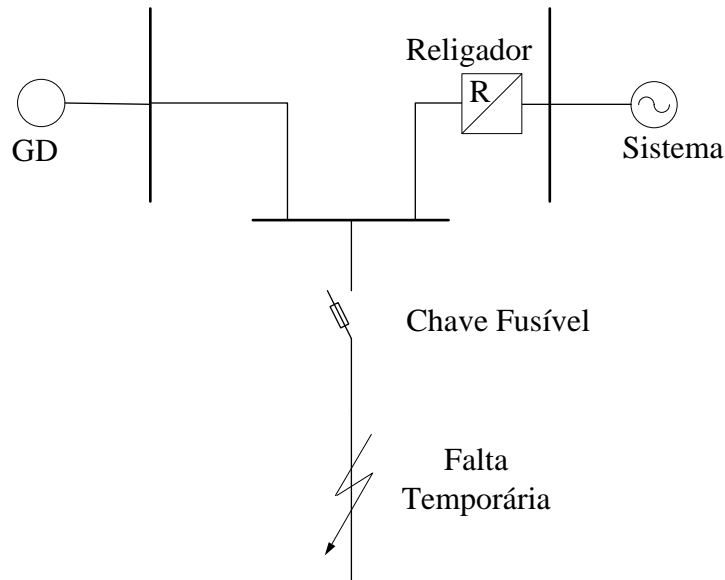 Religador
R
GD
Sistema
Chave Fusível
Falta
Temporária